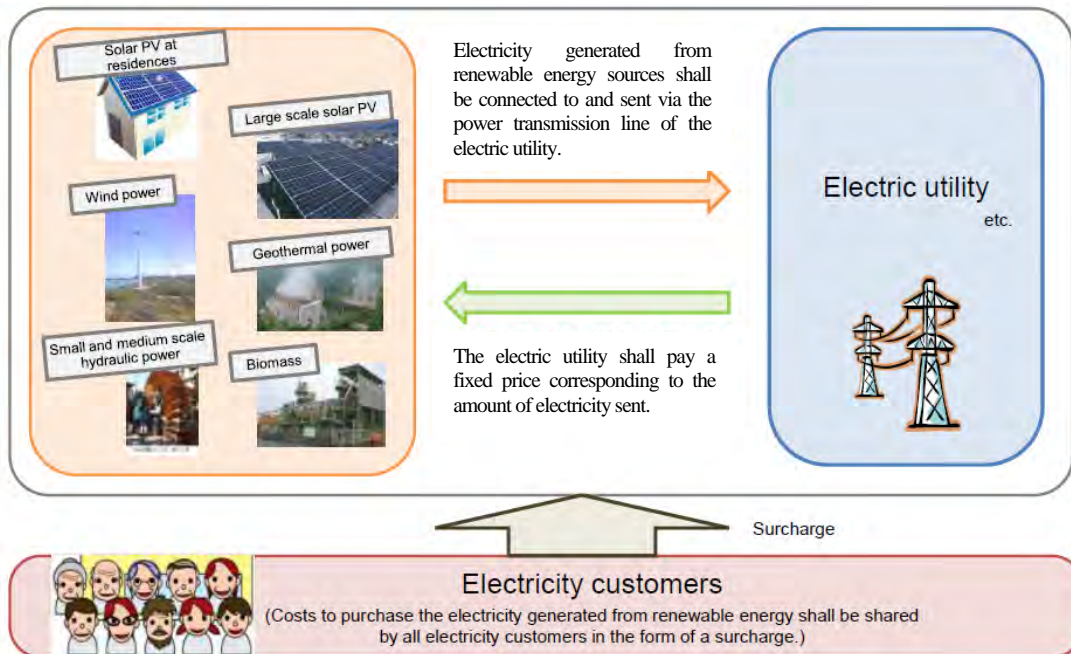 Solar PV at
residences
Large scale solar PV
Wind power
Geothermal power
Small and medium scale
hydraulic power
Biomass
Electricity generated from
renewable energy sources shall
be connected to and sent via the
power transmission line of the
electric utility.
The electric utility shall pay a
fixed price corresponding to the
amount of electricity sent.
Electric utility
etc.
Surcharge
Electricity customers
(Costs to purchase the electricity generated from renewable energy shall be shared
by all electricity customers in the form of a surcharge.)